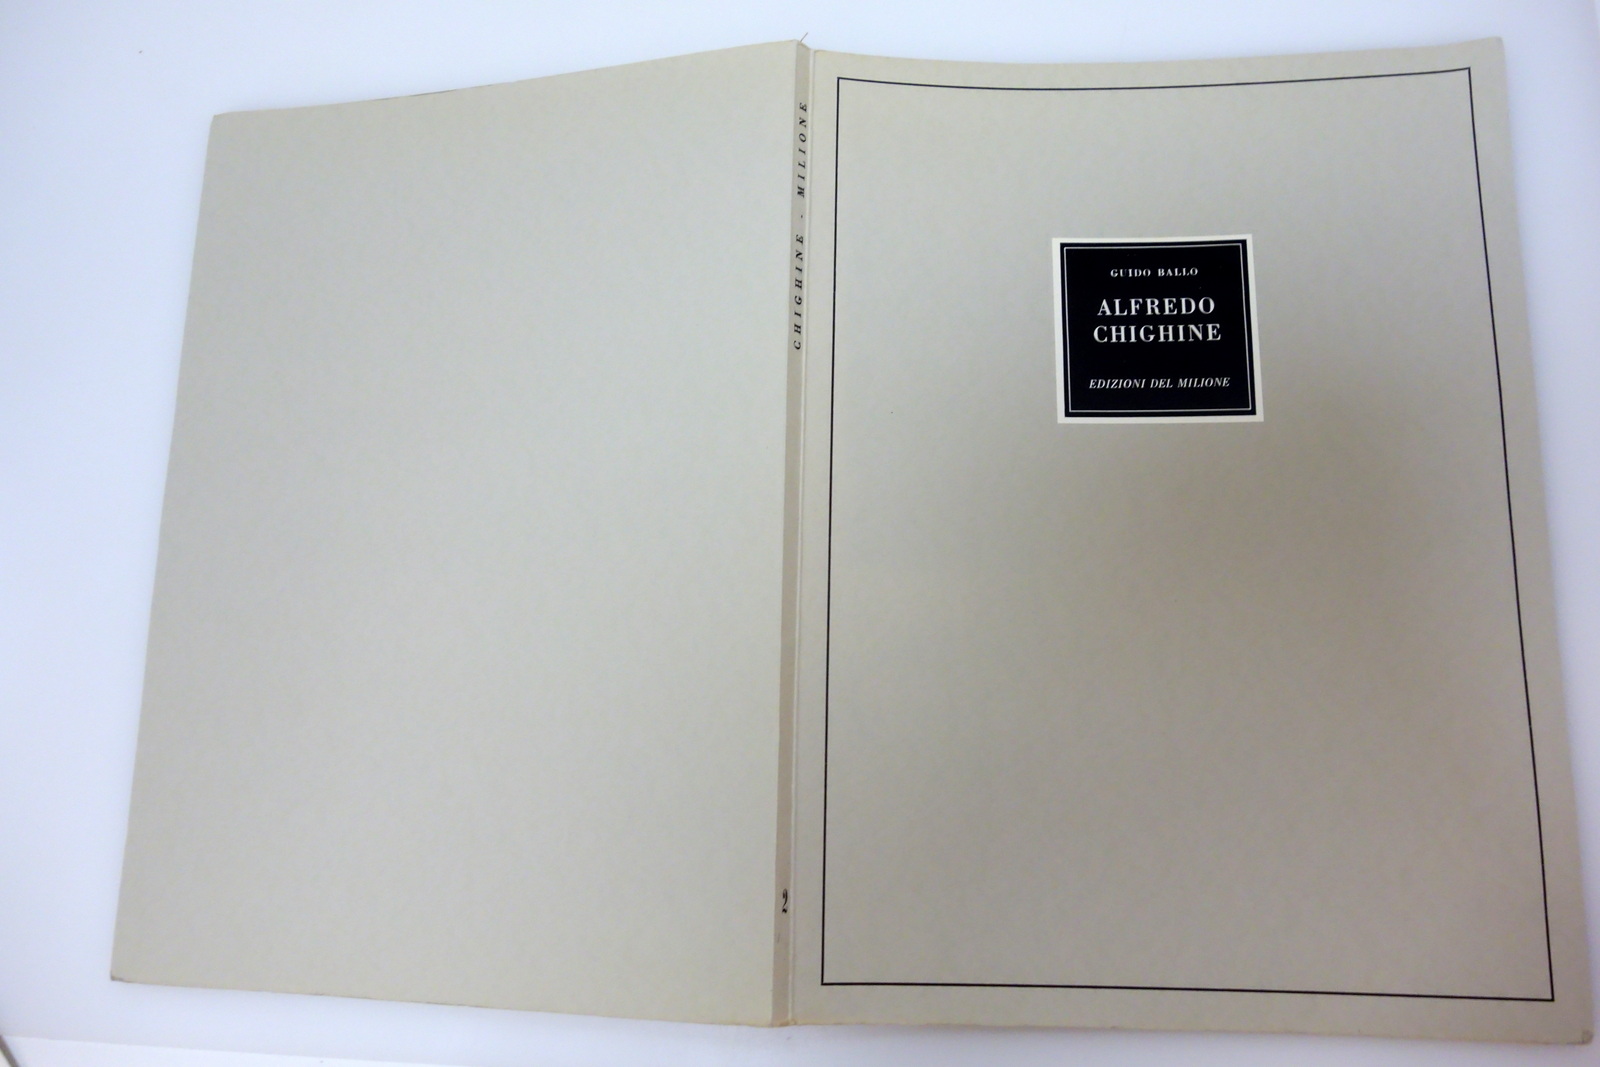 CHIGHINE - MILIONE
2
GUIDO BALLO
ALFREDO
CHIGHINE
EDIZIONI DEL MILIONE